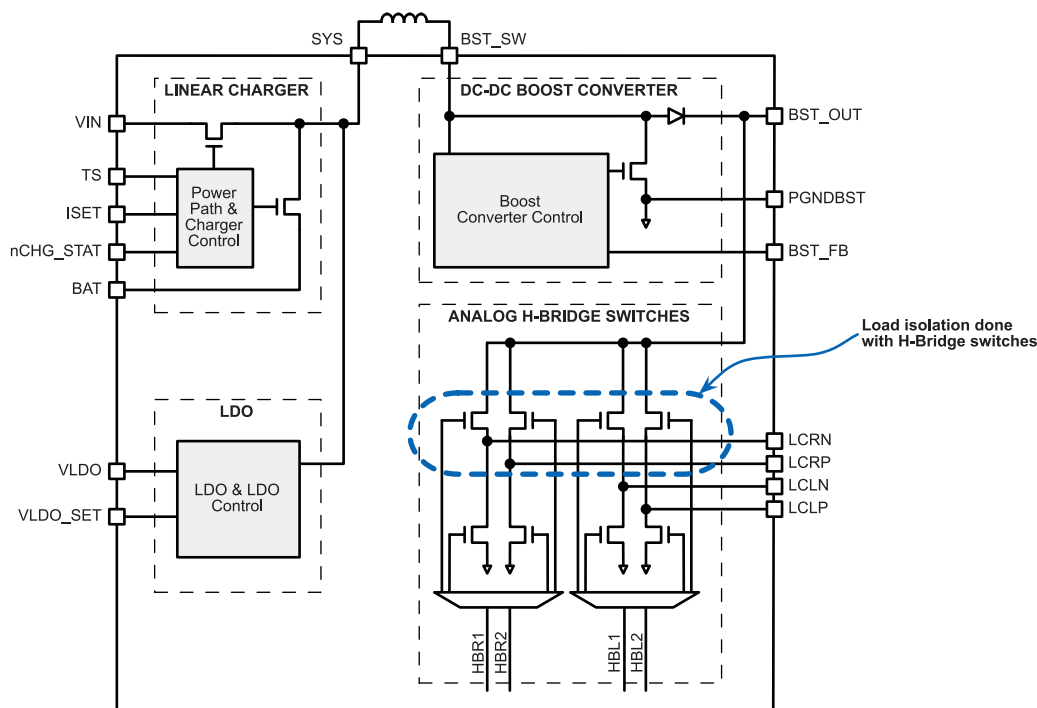 SYS
BST_SW
LINEAR CHARGER
DC-DC BOOST CONVERTER
VIN
BST_OUT
TS
Power
Path &
Charger
Control
Boost
Converter Control
ISET
PGNDBST
nCHG_STAT
BST_FB
BAT
ANALOG H-BRIDGE SWITCHES
Load isolation done
with H-Bridge switches
LDO
LCRN
VLDO
LCRP
LDO & LDO
Control
LCLN
VLDO_SET
LCLP
HBR1
HBR2
HBL1
HBL2